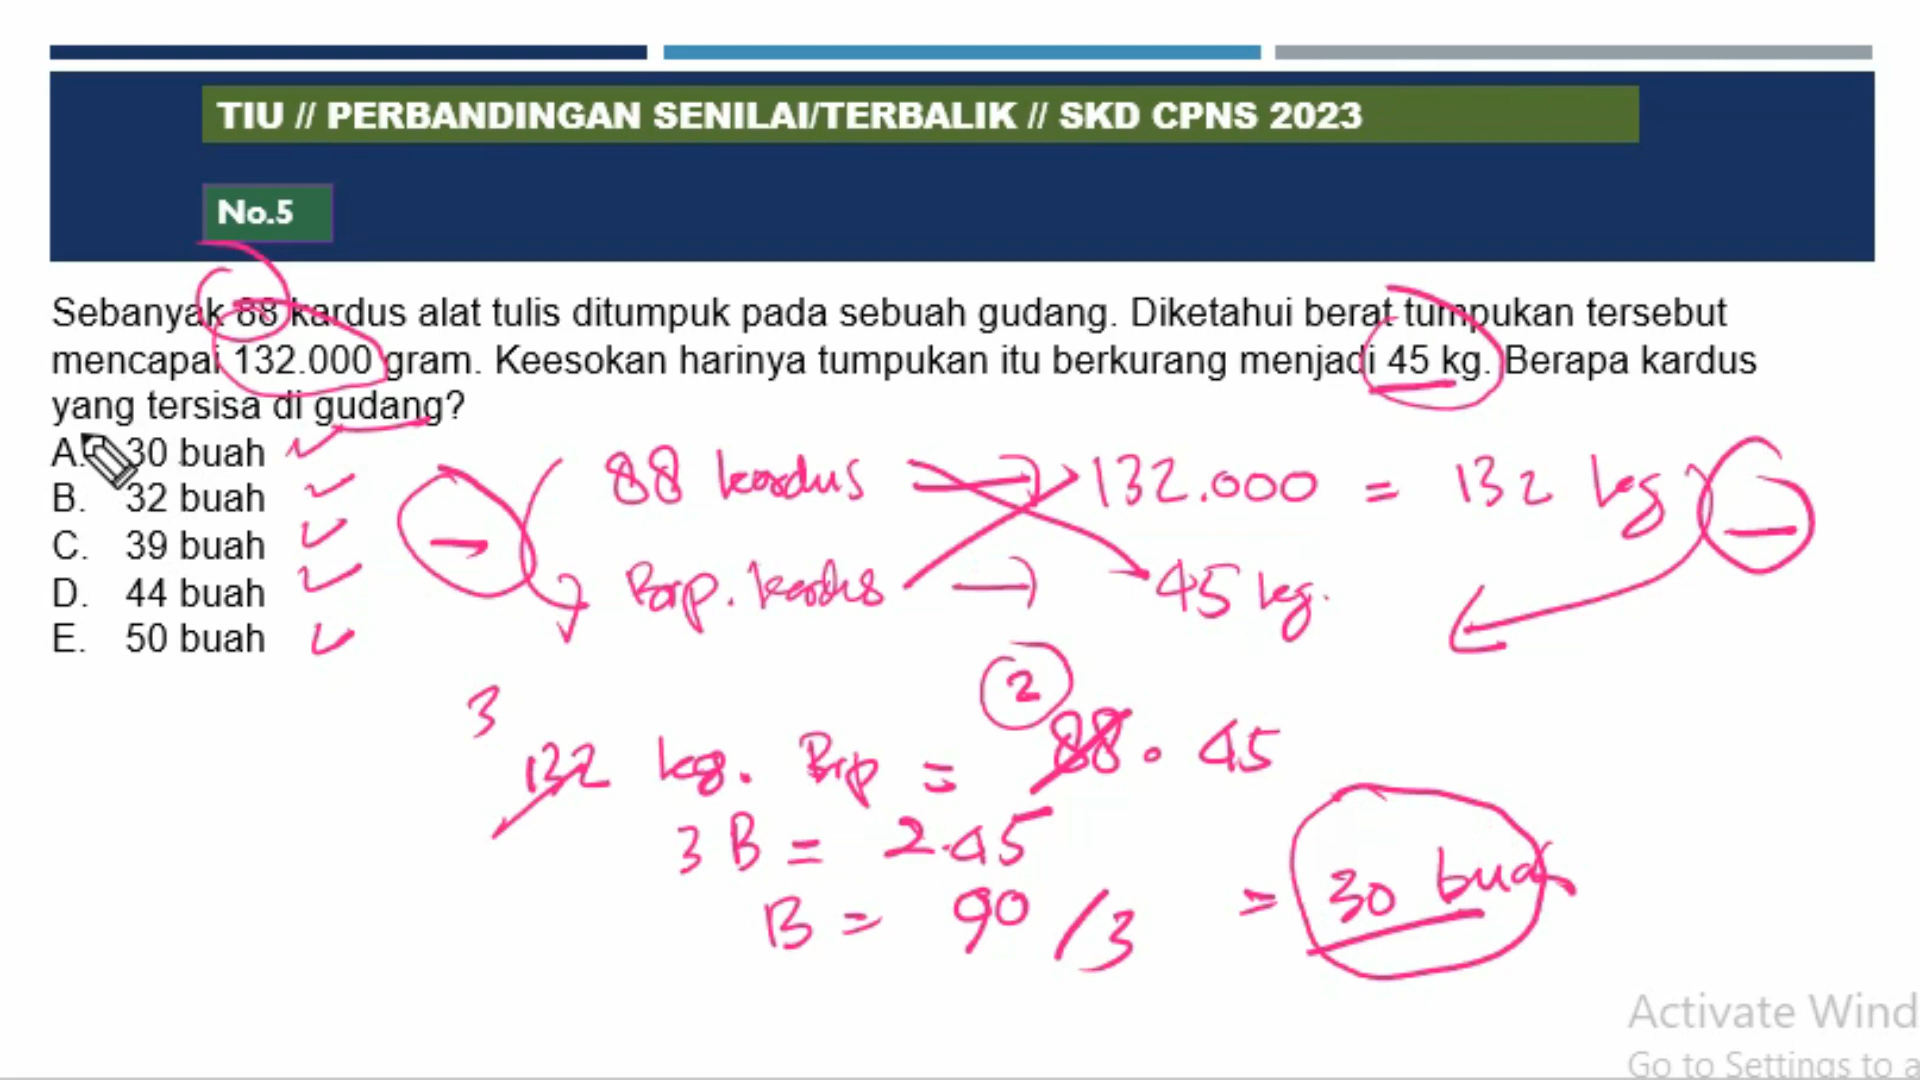 TIU // PERBANDINGAN SENILAI/TERBALIK // SKD CPNS 2023
No.5
Sebanyak 88 kardus alat tulis ditumpuk pada sebuah gudang. Diketahui berat tumpukan tersebut
mencapai 132.000 gram. Keesokan harinya tumpukan itu berkurang menjadi 45 kg. Berapa kardus
yang tersisa di gudang?
A. 30 buah
B. 32 buah
C. 39 buah
D. 44 buah
E. 50 buah
88 kardus → 132.000 = 132 kg
Brp. kardus → 45 kg.
3 2
132 kg. Brp = 88 . 45
3 B = 2.45
B = 90 / 3 = 30 buah
Activate Wind
Go to Settings to a